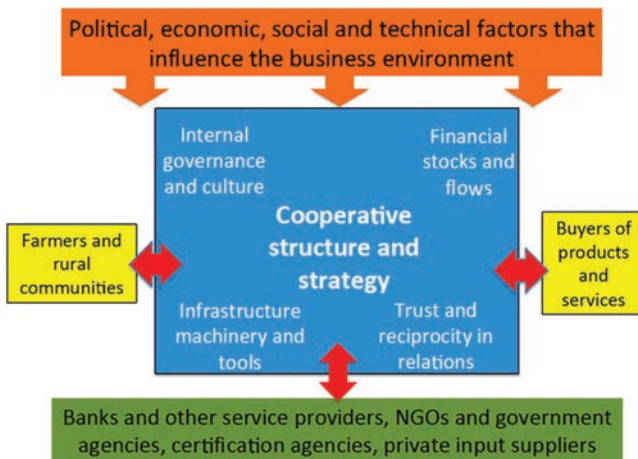 Political, economic, social and technical factors that
influence the business environment
Internal
governance
and culture
Financial
stocks and
flows
Cooperative
structure and
strategy
Farmers and
rural
communities
Buyers of
products
and
services
Infrastructure
machinery and
tools
Trust and
reciprocity in
relations
Banks and other service providers, NGOs and government
agencies, certification agencies, private input suppliers